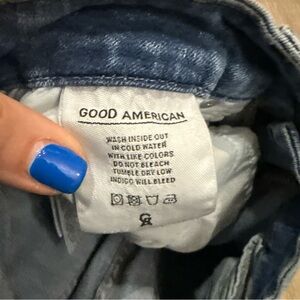 GOOD AMERICAN
WASH INSIDE OUT
IN COLD WATER
WITH LIKE COLORS
DO NOT BLEACH
TUMBLE DRY LOW
INDIGO WILL BLEED
GA